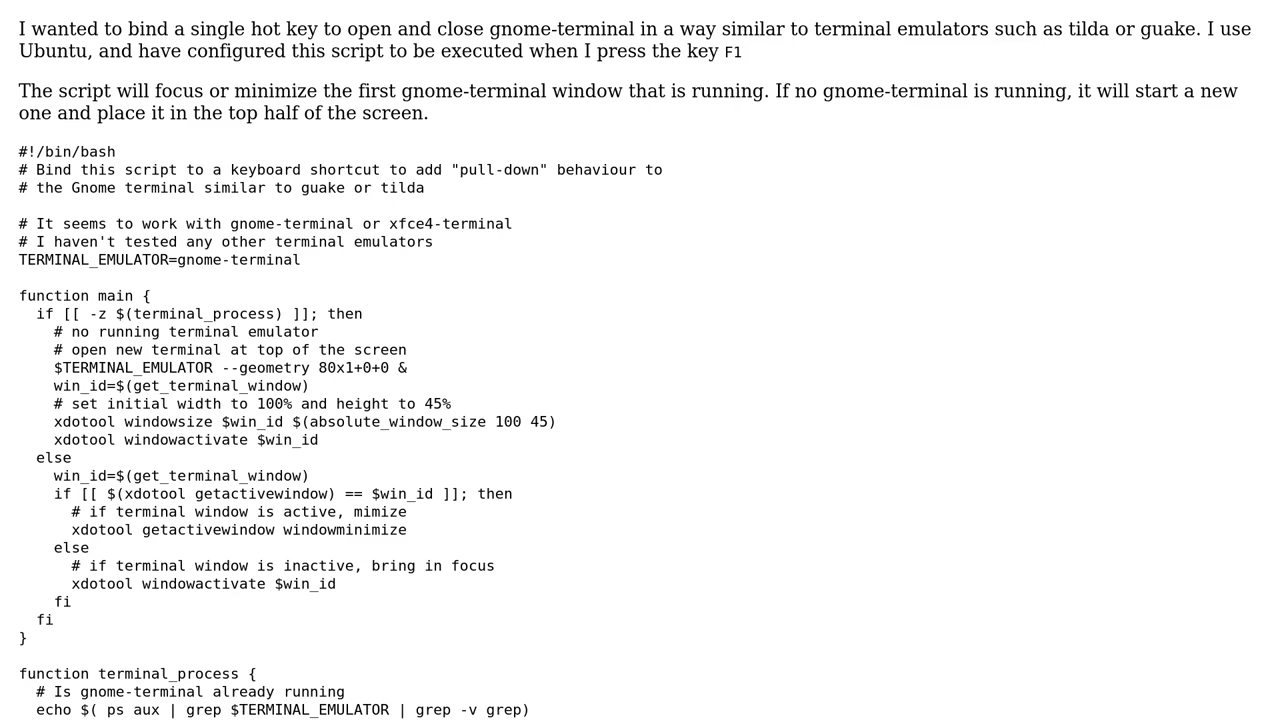 I wanted to bind a single hot key to open and close gnome-terminal in a way similar to terminal emulators such as tilda or guake. I use
Ubuntu, and have configured this script to be executed when I press the key F1
The script will focus or minimize the first gnome-terminal window that is running. If no gnome-terminal is running, it will start a new
one and place it in the top half of the screen.
#!/bin/bash
# Bind this script to a keyboard shortcut to add "pull-down" behaviour to
# the Gnome terminal similar to guake or tilda
# It seems to work with gnome-terminal or xfce4-terminal
# I haven't tested any other terminal emulators
TERMINAL_EMULATOR=gnome-terminal
function main {
  if [[ -z $(terminal_process) ]]; then
    # no running terminal emulator
    # open new terminal at top of the screen
    $TERMINAL_EMULATOR --geometry 80x1+0+0 &
    win_id=$(get_terminal_window)
    # set initial width to 100% and height to 45%
    xdotool windowsize $win_id $(absolute_window_size 100 45)
    xdotool windowactivate $win_id
  else
    win_id=$(get_terminal_window)
    if [[ $(xdotool getactivewindow) == $win_id ]]; then
      # if terminal window is active, mimize
      xdotool getactivewindow windowminimize
    else
      # if terminal window is inactive, bring in focus
      xdotool windowactivate $win_id
    fi
  fi
}
function terminal_process {
  # Is gnome-terminal already running
  echo $( ps aux | grep $TERMINAL_EMULATOR | grep -v grep)